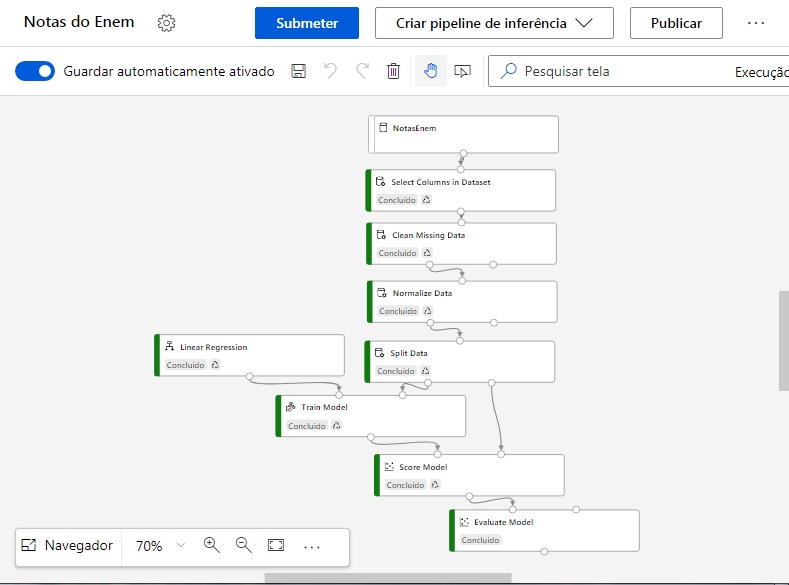 Notas do Enem
Submeter
Criar pipeline de inferência
Publicar
Guardar automaticamente ativado
Pesquisar tela
Execução
NotasEnem
Select Columns in Dataset
Concluído
Clean Missing Data
Concluído
Normalize Data
Concluído
Linear Regression
Concluído
Split Data
Concluído
Train Model
Concluído
Score Model
Concluído
Evaluate Model
Concluído
Navegador
70%